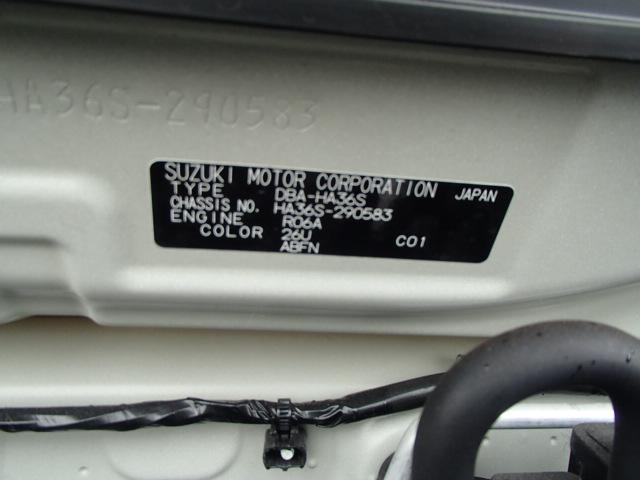 HA36S-290583
SUZUKI MOTOR CORPORATION JAPAN
TYPE DBA-HA36S
CHASSIS NO. HA36S-290583
ENGINE R06A
COLOR 26U C01
ABFN